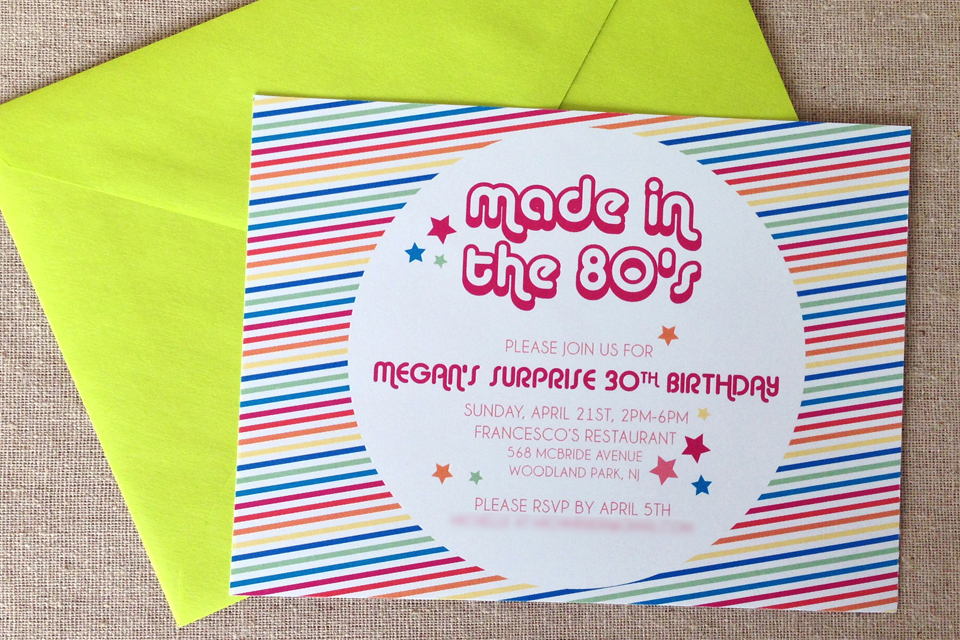 made in
the 80's
PLEASE JOIN US FOR
MEGAN'S SURPRISE 30TH BIRTHDAY
SUNDAY, APRIL 21ST, 2PM-6PM
FRANCESCO'S RESTAURANT
568 MCBRIDE AVENUE
WOODLAND PARK, NJ
PLEASE RSVP BY APRIL 5TH